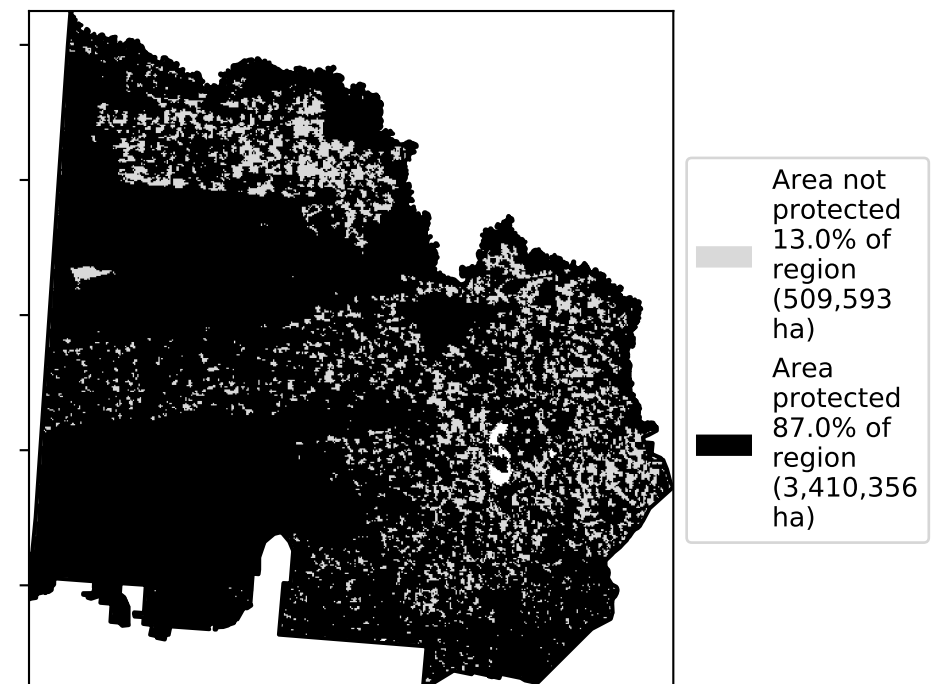 Area not
protected
13.0% of
region
(509,593
ha)
Area
protected
87.0% of
region
(3,410,356
ha)